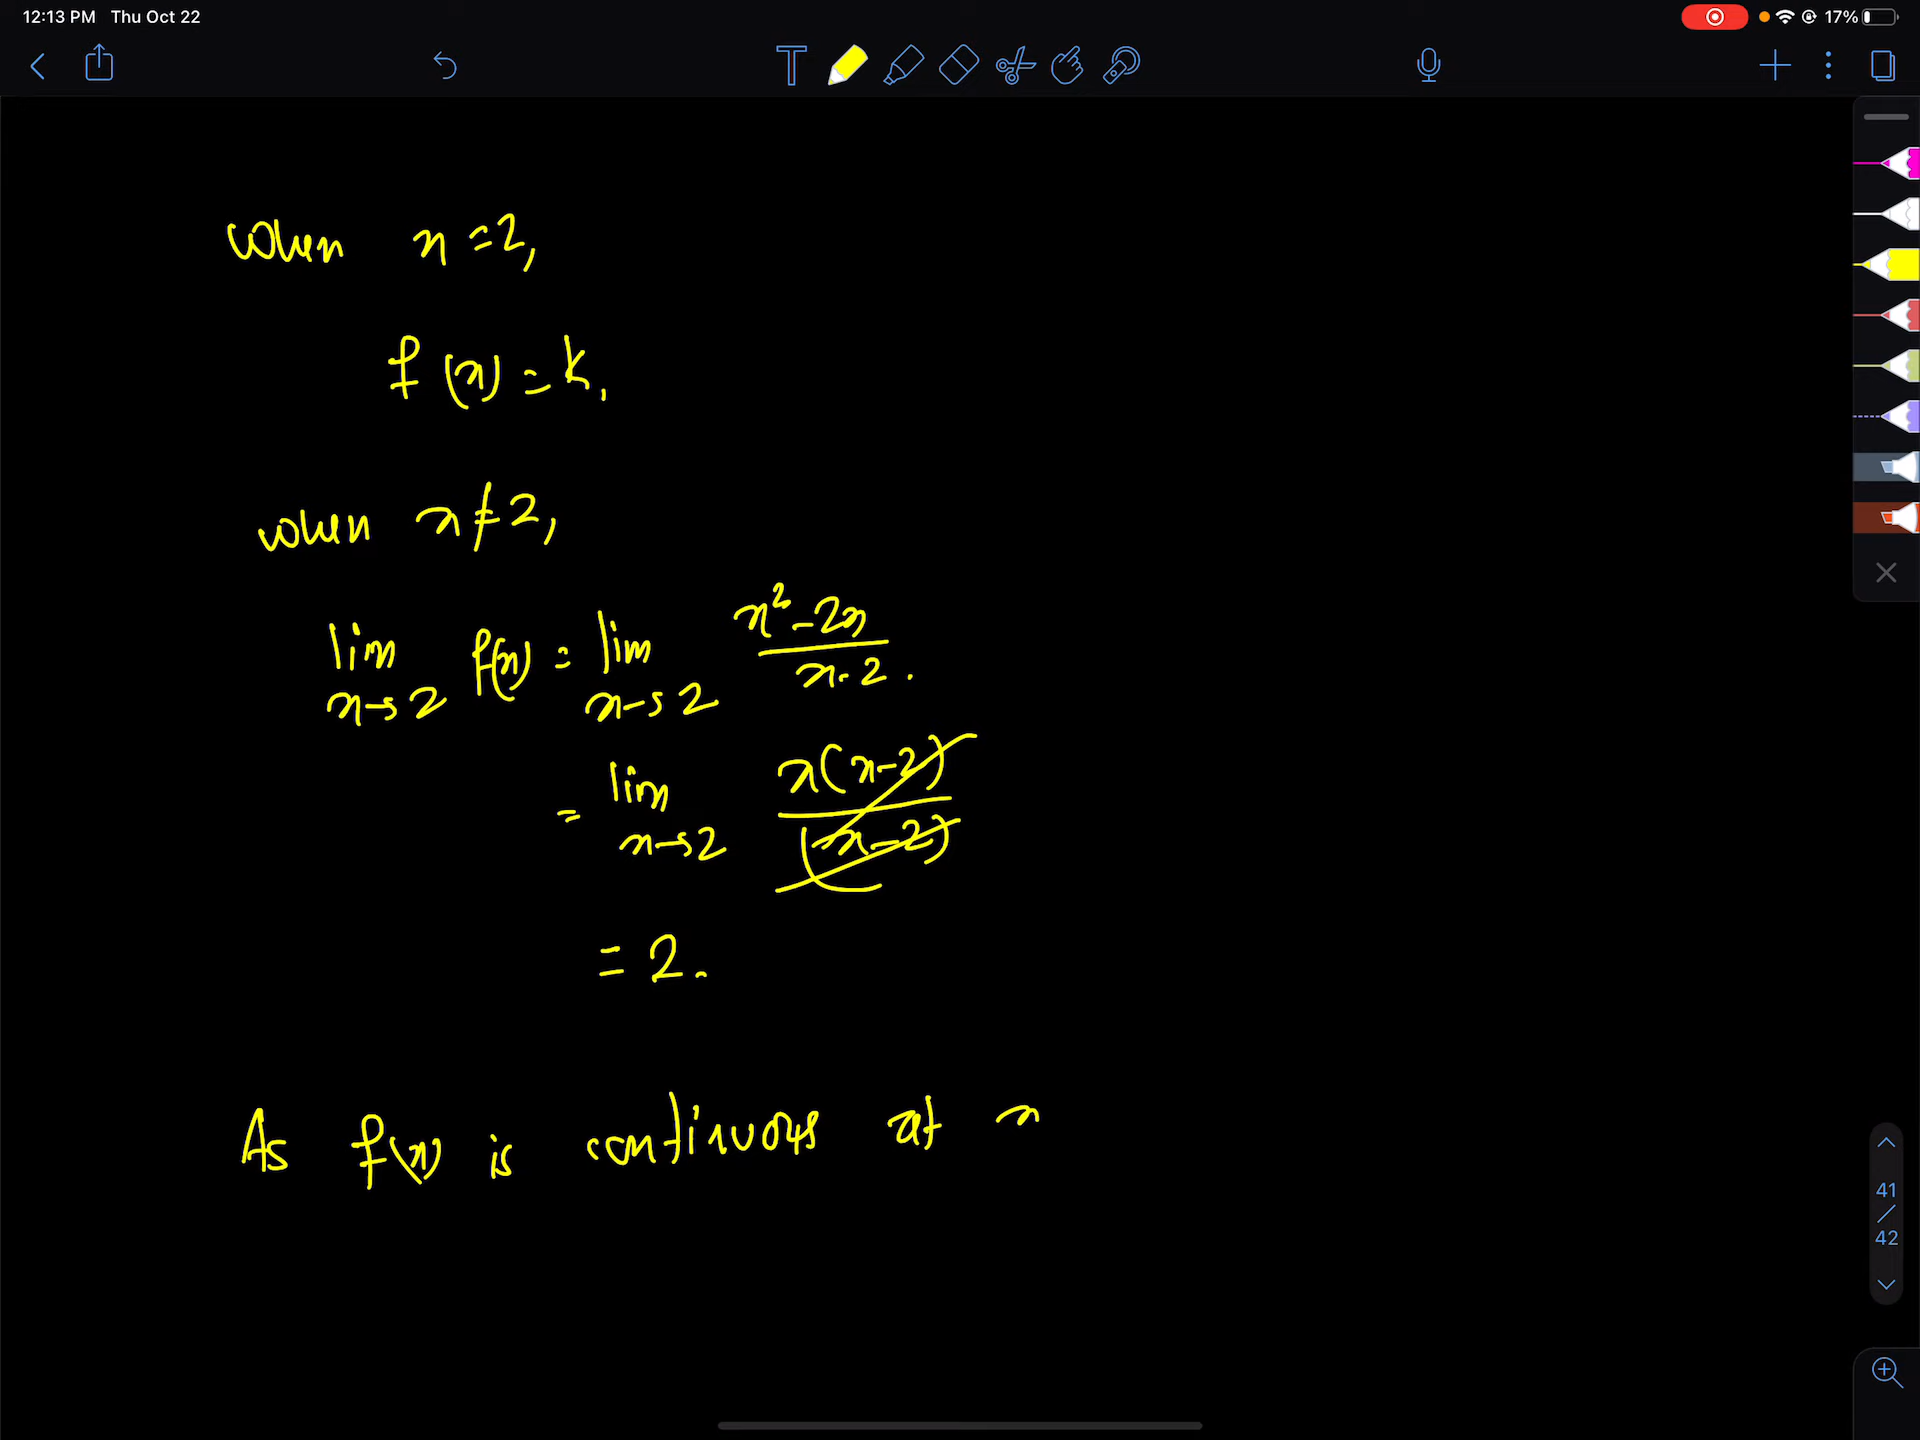 12:13 PM Thu Oct 22
17%
T
when x = 2,
f(x) = k,
when x ≠ 2,
lim x→2 f(x) = lim x→2 x² - 2x / x - 2 .
= lim x→2 x(x-2) / (x-2)
= 2.
As f(x) is continuous at x
41 / 42